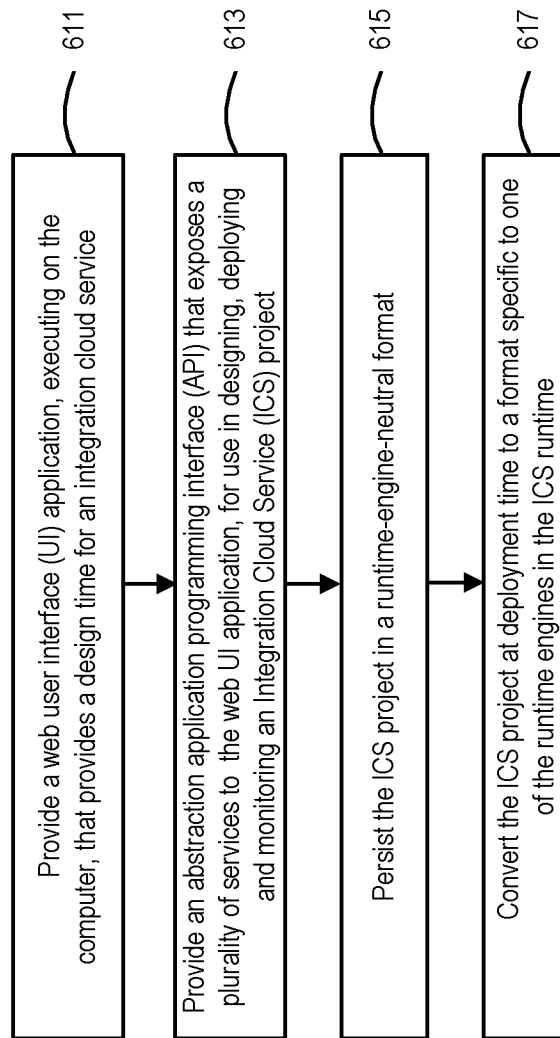 Provide a web user interface (UI) application, executing on the
computer, that provides a design time for an integration cloud service
611
Provide an abstraction application programming interface (API) that exposes a
plurality of services to the web UI application, for use in designing, deploying
and monitoring an Integration Cloud Service (ICS) project
613
Persist the ICS project in a runtime-engine-neutral format
615
Convert the ICS project at deployment time to a format specific to one
of the runtime engines in the ICS runtime
617